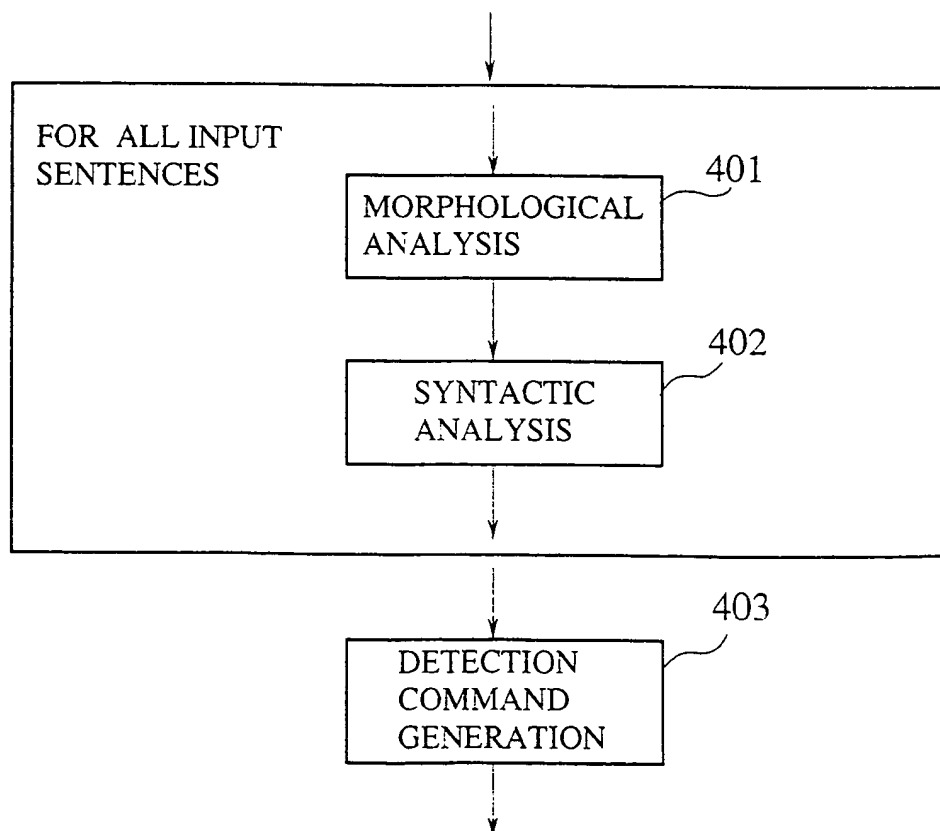 FOR ALL INPUT
SENTENCES
401
MORPHOLOGICAL
ANALYSIS
402
SYNTACTIC
ANALYSIS
403
DETECTION
COMMAND
GENERATION